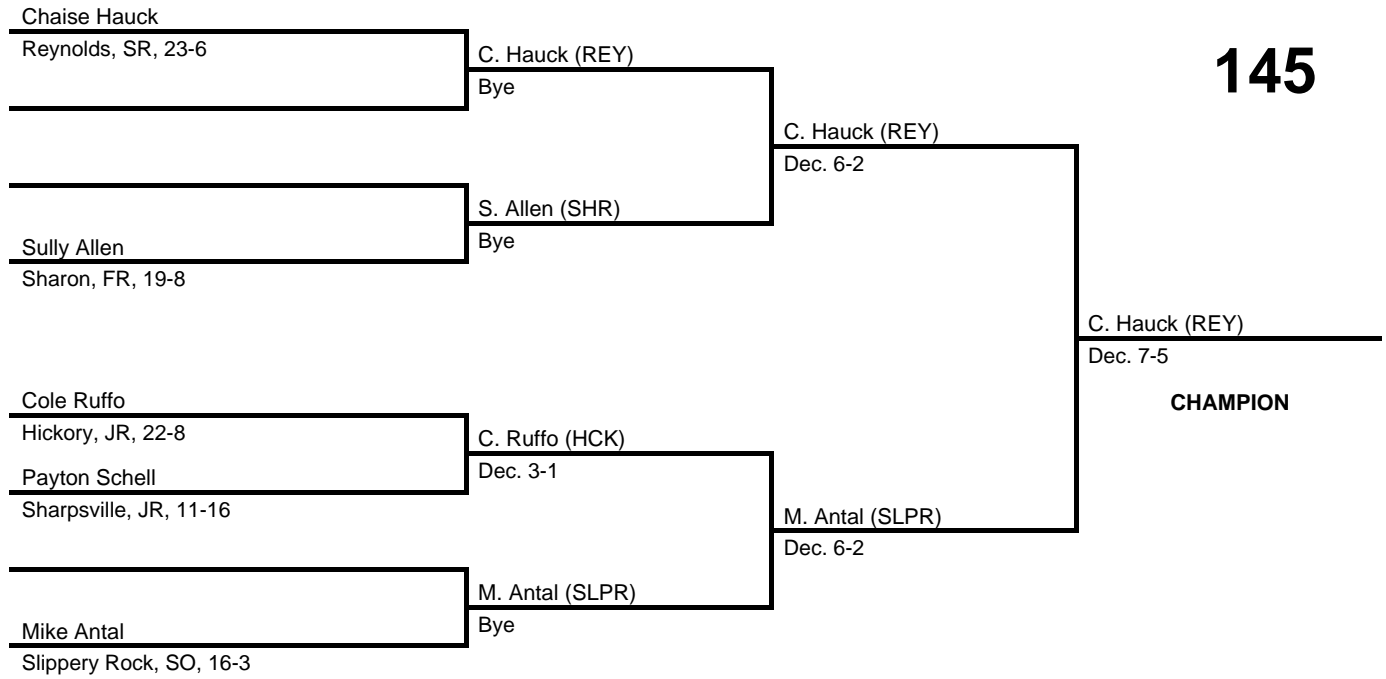 Chaise Hauck
Reynolds, SR, 23-6
C. Hauck (REY)
Bye
145
C. Hauck (REY)
Dec. 6-2
S. Allen (SHR)
Bye
Sully Allen
Sharon, FR, 19-8
C. Hauck (REY)
Dec. 7-5
CHAMPION
Cole Ruffo
Hickory, JR, 22-8
C. Ruffo (HCK)
Dec. 3-1
Payton Schell
Sharpsville, JR, 11-16
M. Antal (SLPR)
Dec. 6-2
M. Antal (SLPR)
Bye
Mike Antal
Slippery Rock, SO, 16-3